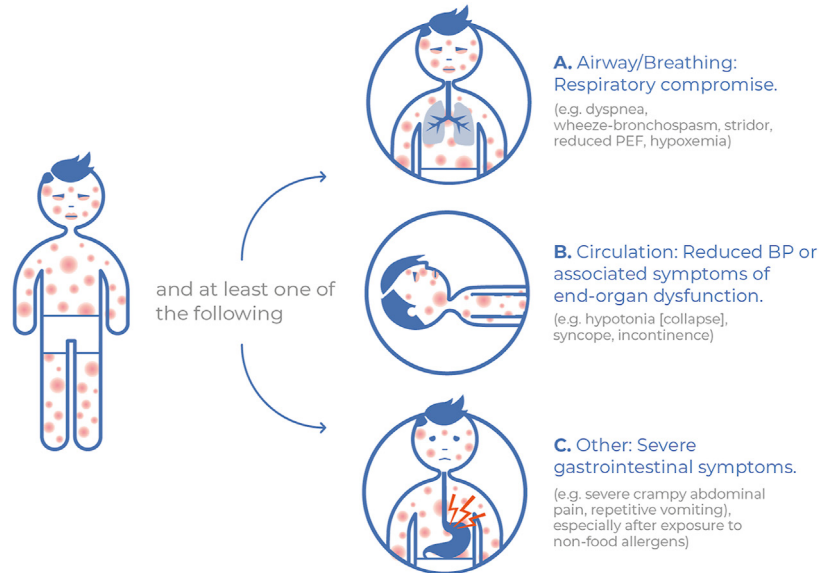 A. Airway/Breathing:
Respiratory compromise.
(e.g. dyspnea,
wheeze-bronchospasm, stridor,
reduced PEF, hypoxemia)
and at least one of
the following
B. Circulation: Reduced BP or
associated symptoms of
end-organ dysfunction.
(e.g. hypotonia [collapse],
syncope, incontinence)
C. Other: Severe
gastrointestinal symptoms.
(e.g. severe crampy abdominal
pain, repetitive vomiting),
especially after exposure to
non-food allergens)